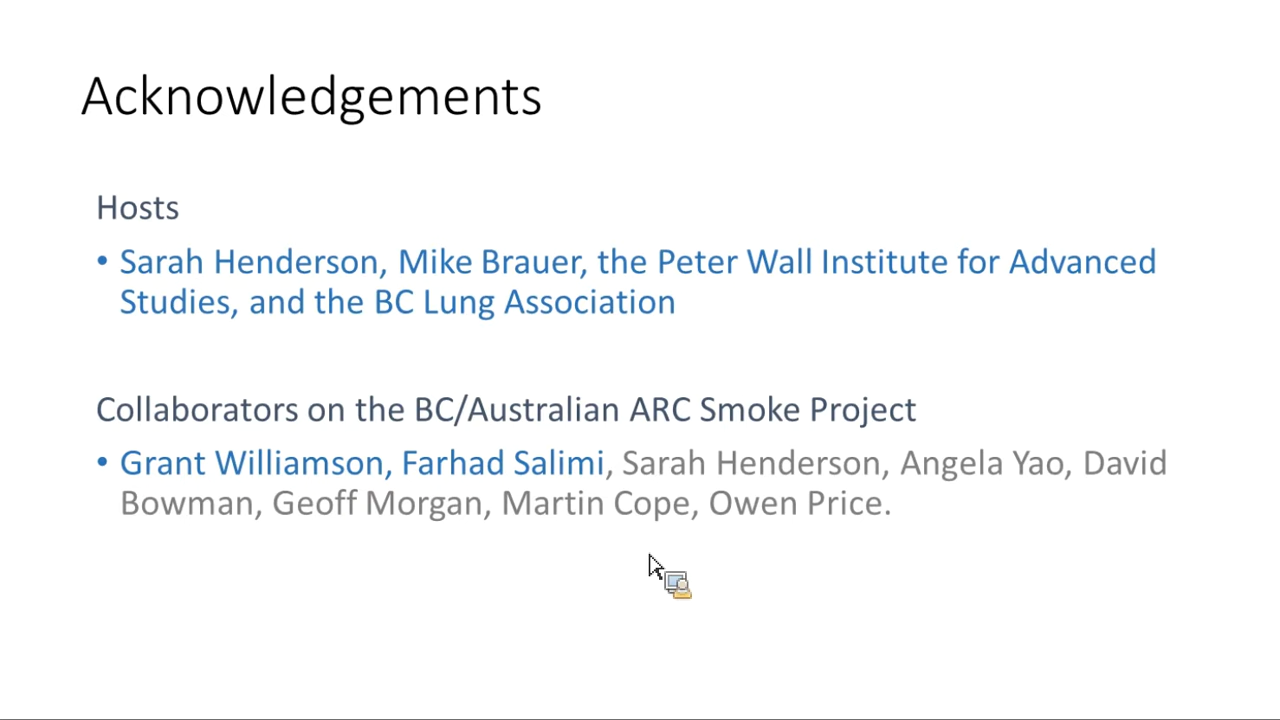 Acknowledgements
Hosts
• Sarah Henderson, Mike Brauer, the Peter Wall Institute for Advanced
Studies, and the BC Lung Association
Collaborators on the BC/Australian ARC Smoke Project
• Grant Williamson, Farhad Salimi, Sarah Henderson, Angela Yao, David
Bowman, Geoff Morgan, Martin Cope, Owen Price.